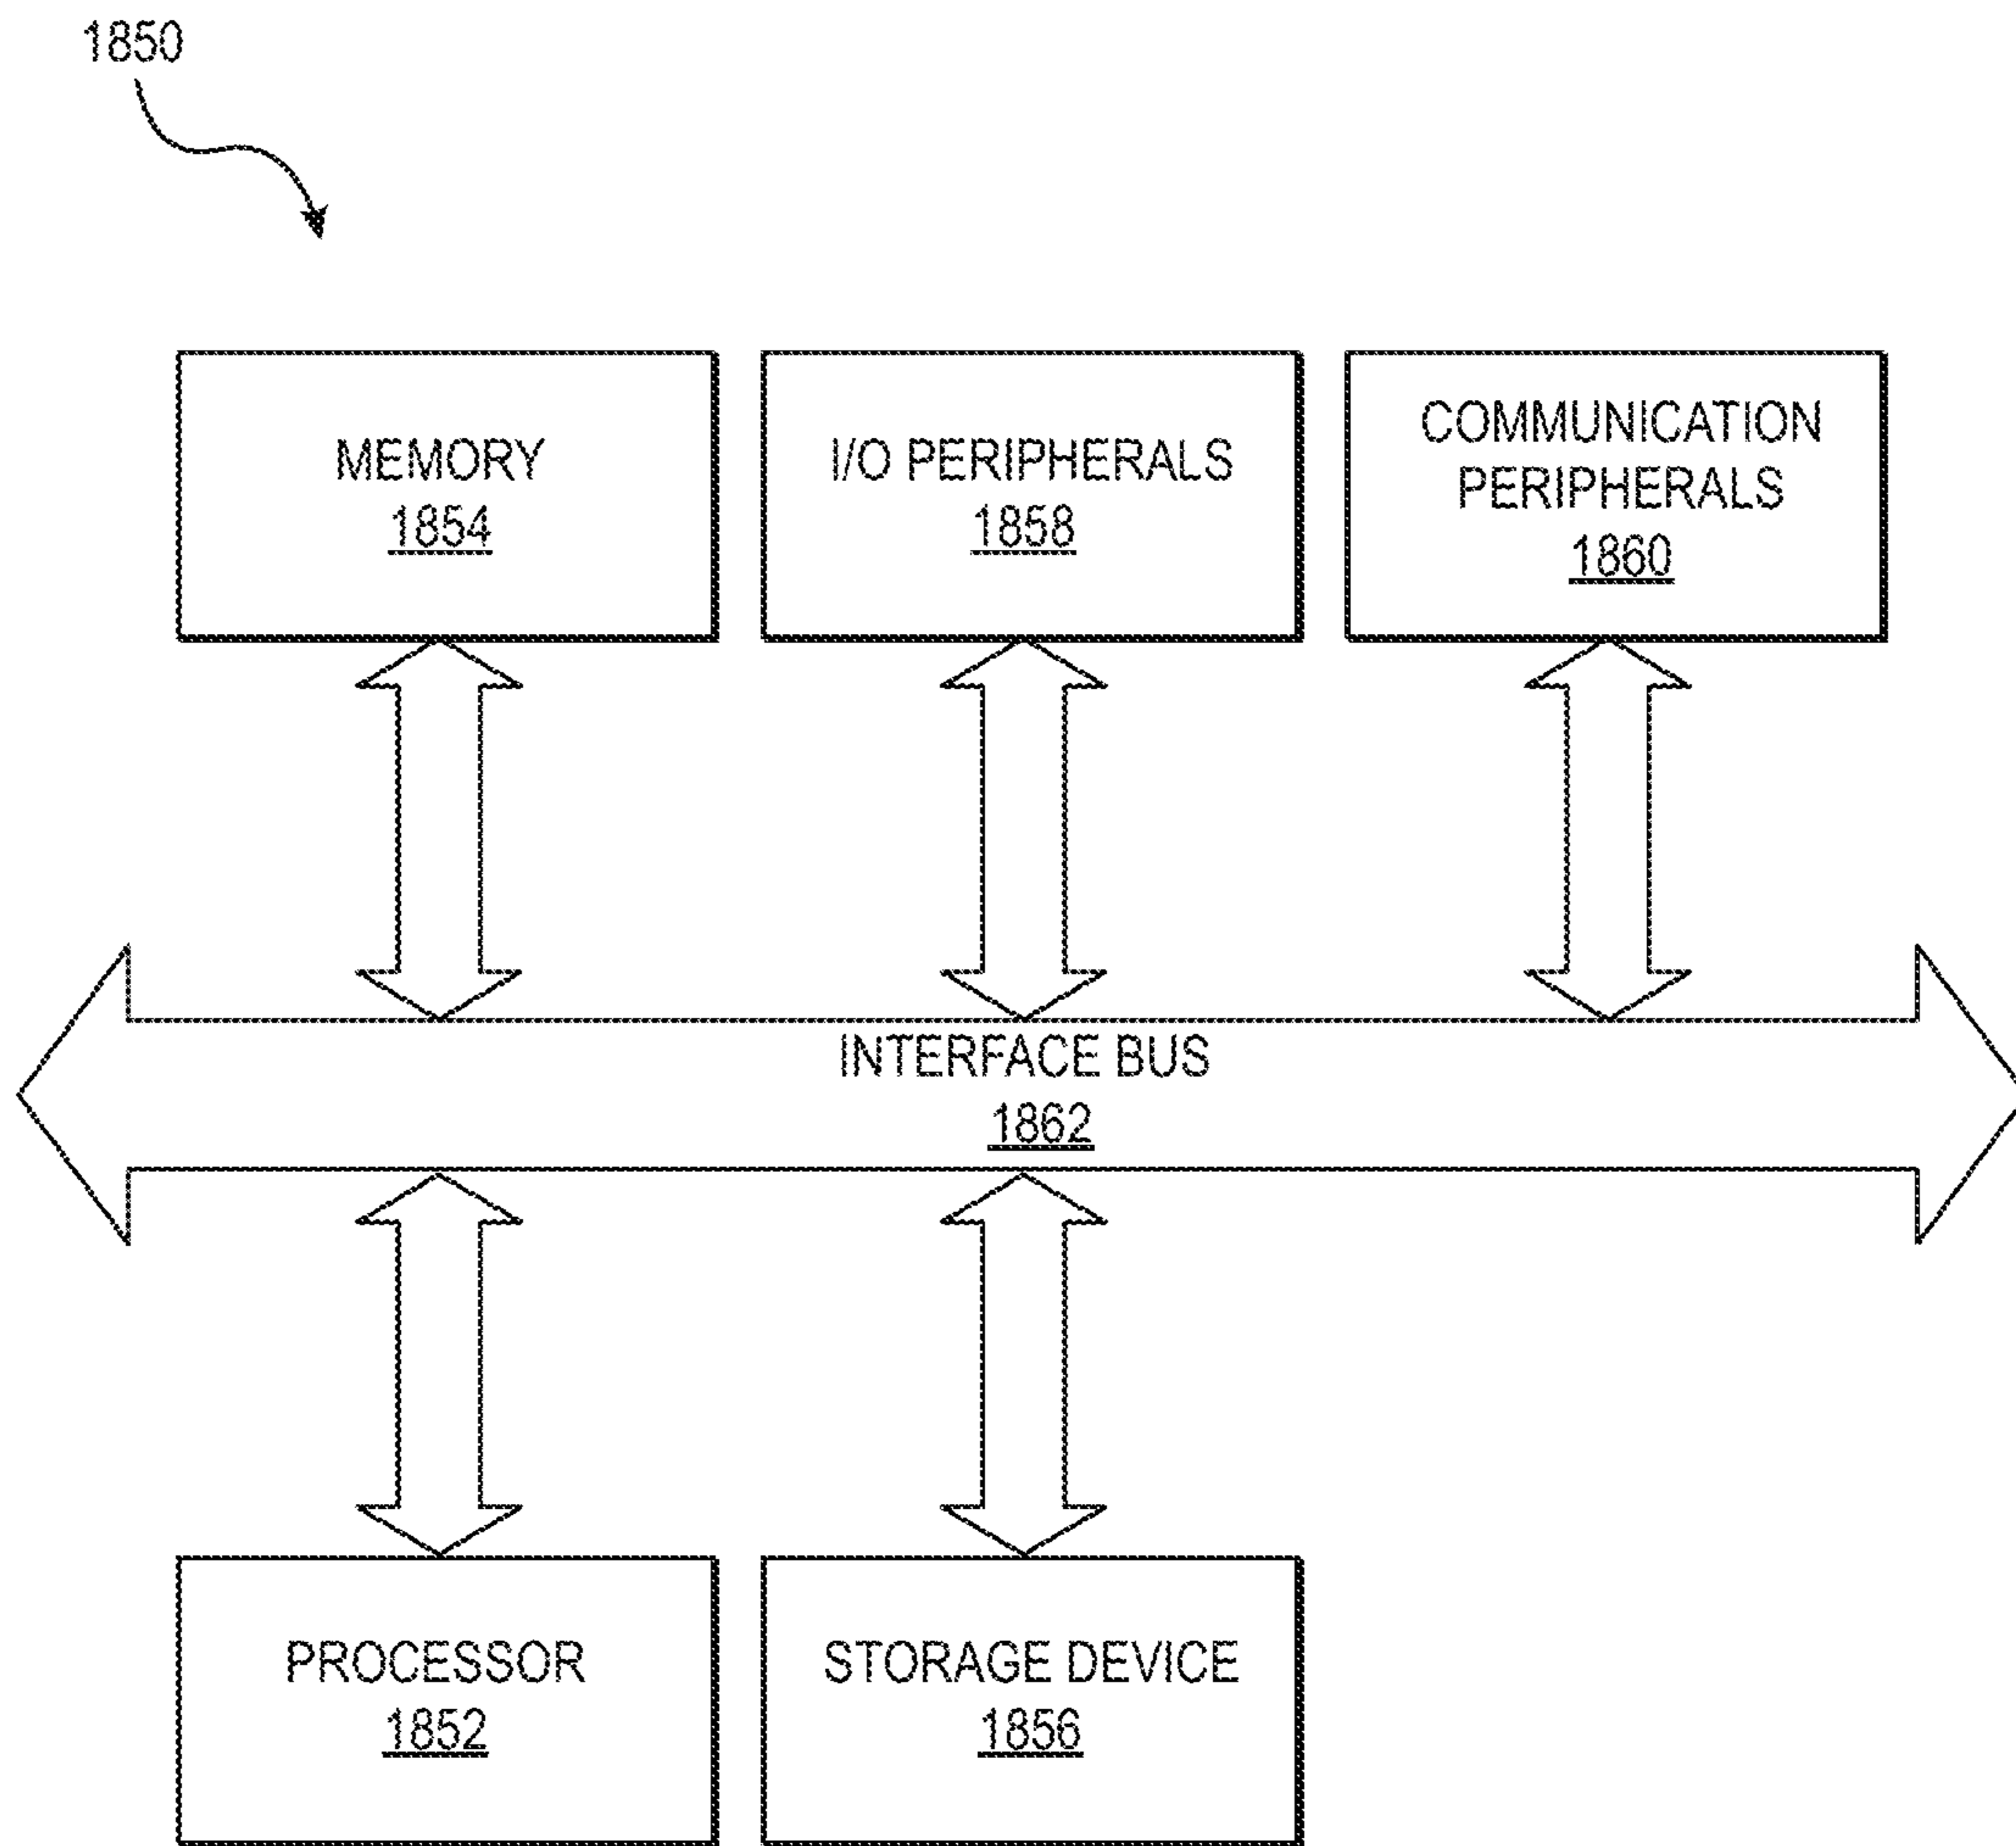 1850
MEMORY
1854
I/O PERIPHERALS
1858
COMMUNICATION
PERIPHERALS
1860
INTERFACE BUS
1862
PROCESSOR
1852
STORAGE DEVICE
1856